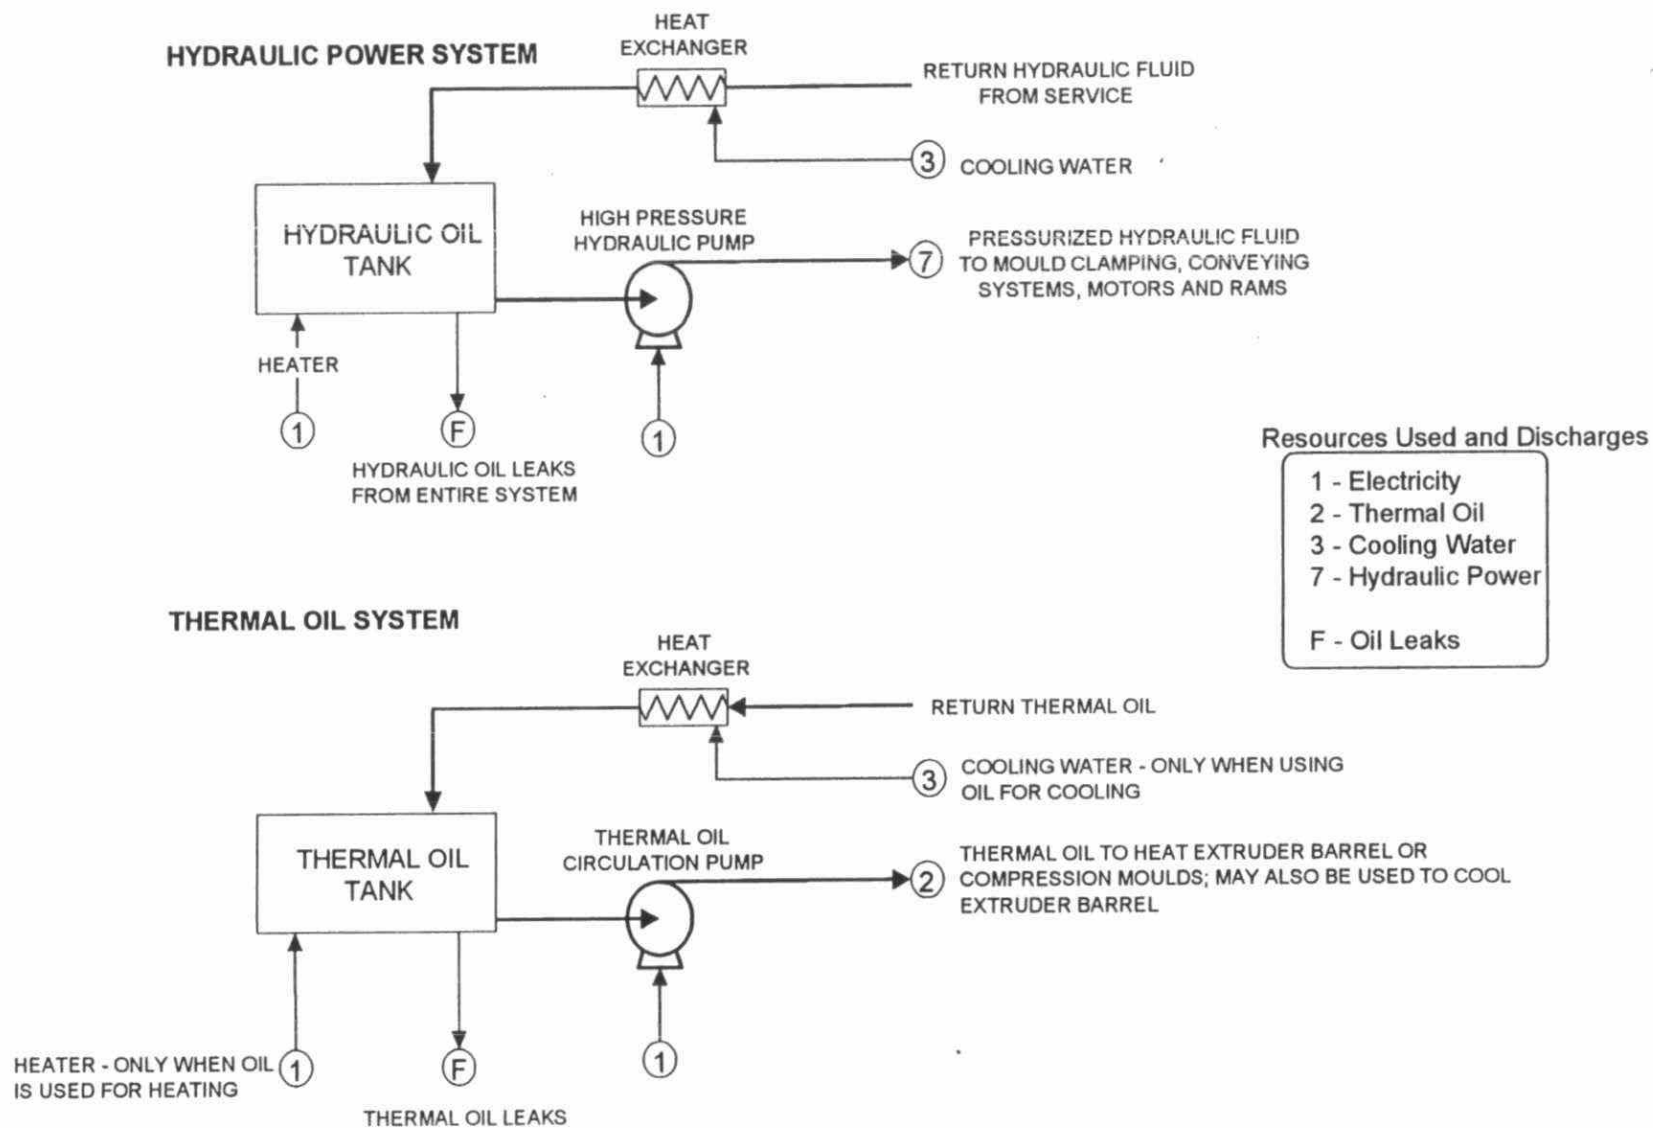 HYDRAULIC POWER SYSTEM
HEAT
EXCHANGER
RETURN HYDRAULIC FLUID
FROM SERVICE
3
COOLING WATER
HYDRAULIC OIL
TANK
HIGH PRESSURE
HYDRAULIC PUMP
7
PRESSURIZED HYDRAULIC FLUID
TO MOULD CLAMPING, CONVEYING
SYSTEMS, MOTORS AND RAMS
HEATER
1
F
1
HYDRAULIC OIL LEAKS
FROM ENTIRE SYSTEM
Resources Used and Discharges
1 - Electricity
2 - Thermal Oil
3 - Cooling Water
7 - Hydraulic Power
F - Oil Leaks
THERMAL OIL SYSTEM
HEAT
EXCHANGER
RETURN THERMAL OIL
3
COOLING WATER - ONLY WHEN USING
OIL FOR COOLING
THERMAL OIL
TANK
THERMAL OIL
CIRCULATION PUMP
2
THERMAL OIL TO HEAT EXTRUDER BARREL OR
COMPRESSION MOULDS; MAY ALSO BE USED TO COOL
EXTRUDER BARREL
HEATER - ONLY WHEN OIL
IS USED FOR HEATING
1
F
1
THERMAL OIL LEAKS